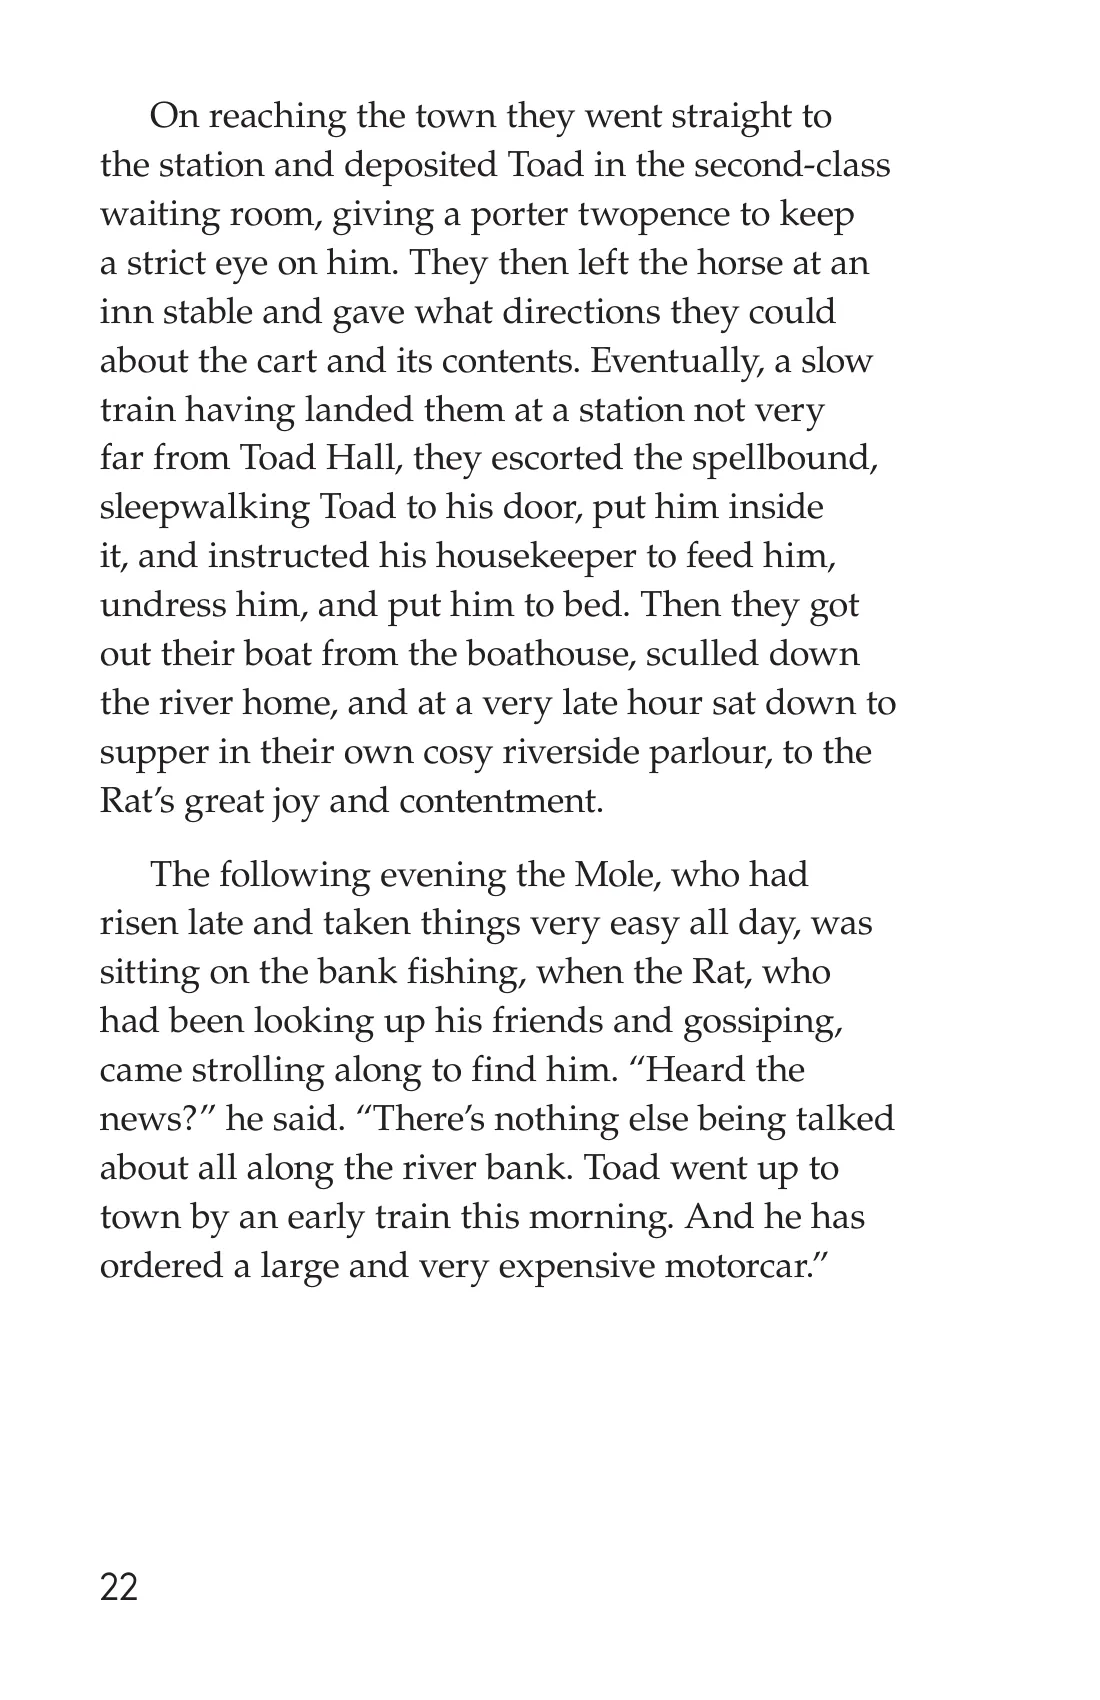 On reaching the town they went straight to
the station and deposited Toad in the second-class
waiting room, giving a porter twopence to keep
a strict eye on him. They then left the horse at an
inn stable and gave what directions they could
about the cart and its contents. Eventually, a slow
train having landed them at a station not very
far from Toad Hall, they escorted the spellbound,
sleepwalking Toad to his door, put him inside
it, and instructed his housekeeper to feed him,
undress him, and put him to bed. Then they got
out their boat from the boathouse, sculled down
the river home, and at a very late hour sat down to
supper in their own cosy riverside parlour, to the
Rat’s great joy and contentment.
The following evening the Mole, who had
risen late and taken things very easy all day, was
sitting on the bank fishing, when the Rat, who
had been looking up his friends and gossiping,
came strolling along to find him. “Heard the
news?” he said. “There’s nothing else being talked
about all along the river bank. Toad went up to
town by an early train this morning. And he has
ordered a large and very expensive motorcar.”
22